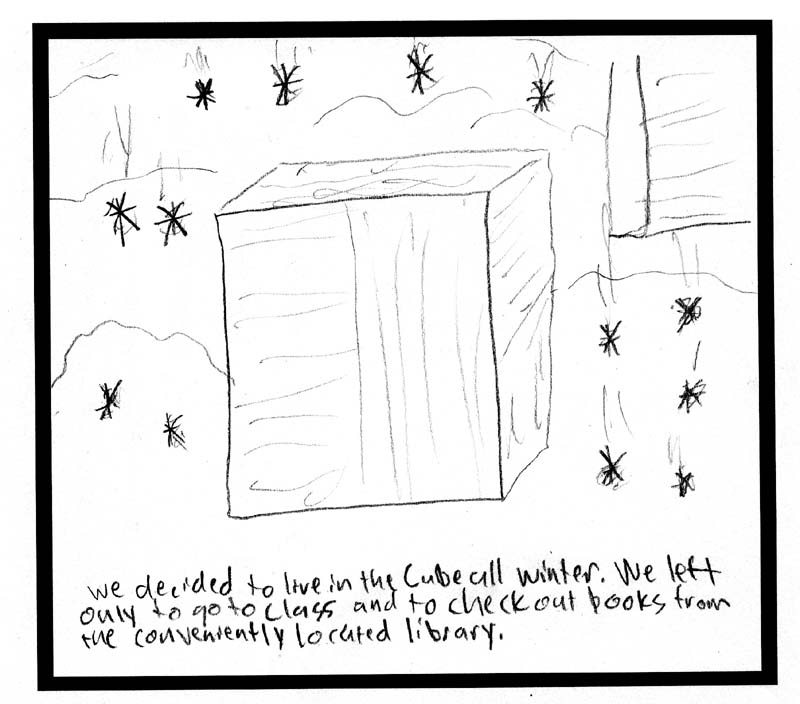 we decided to live in the Cube all winter. We left
only to go to class and to check out books from
the conveniently located library.